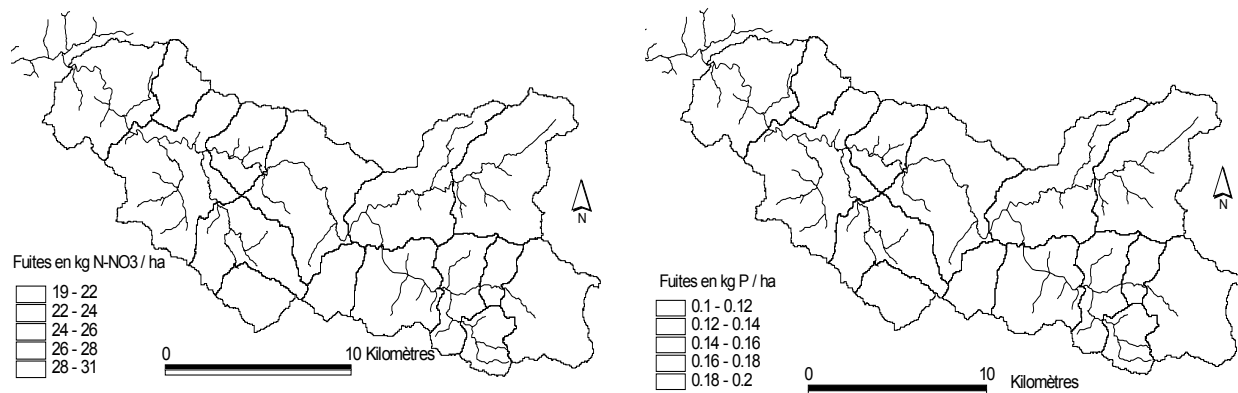 N
Fuites en kg N-NO3 / ha
19 - 22
22 - 24
24 - 26
26 - 28
28 - 31
0 10 Kilomètres
N
Fuites en kg P / ha
0.1 - 0.12
0.12 - 0.14
0.14 - 0.16
0.16 - 0.18
0.18 - 0.2
0 10 Kilomètres